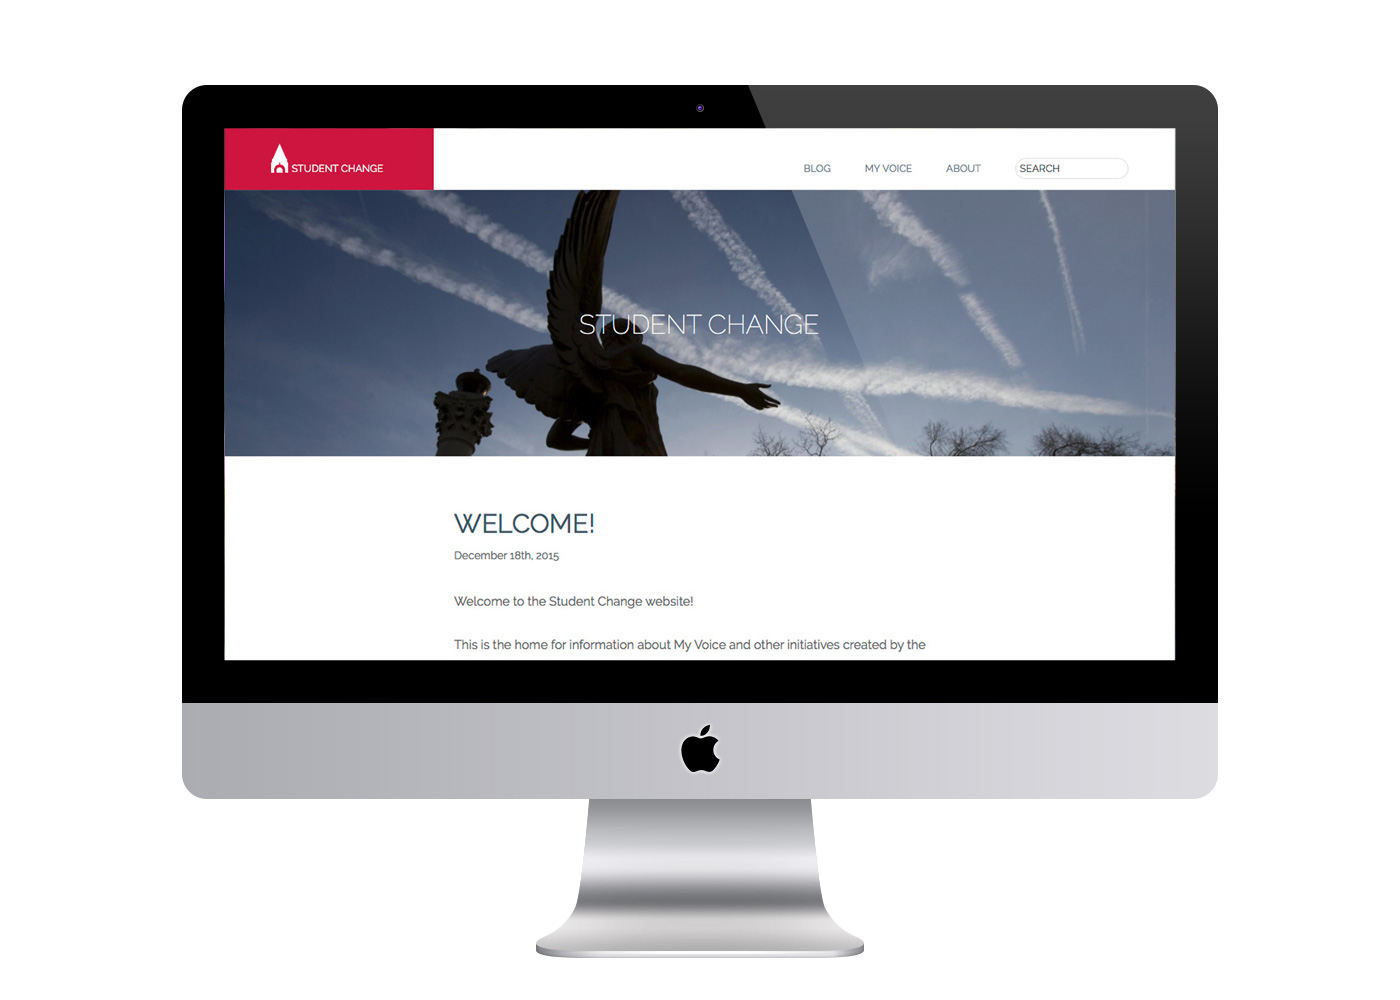 STUDENT CHANGE
BLOG MY VOICE ABOUT SEARCH
STUDENT CHANGE
WELCOME!
December 18th, 2015
Welcome to the Student Change website!
This is the home for information about My Voice and other initiatives created by the